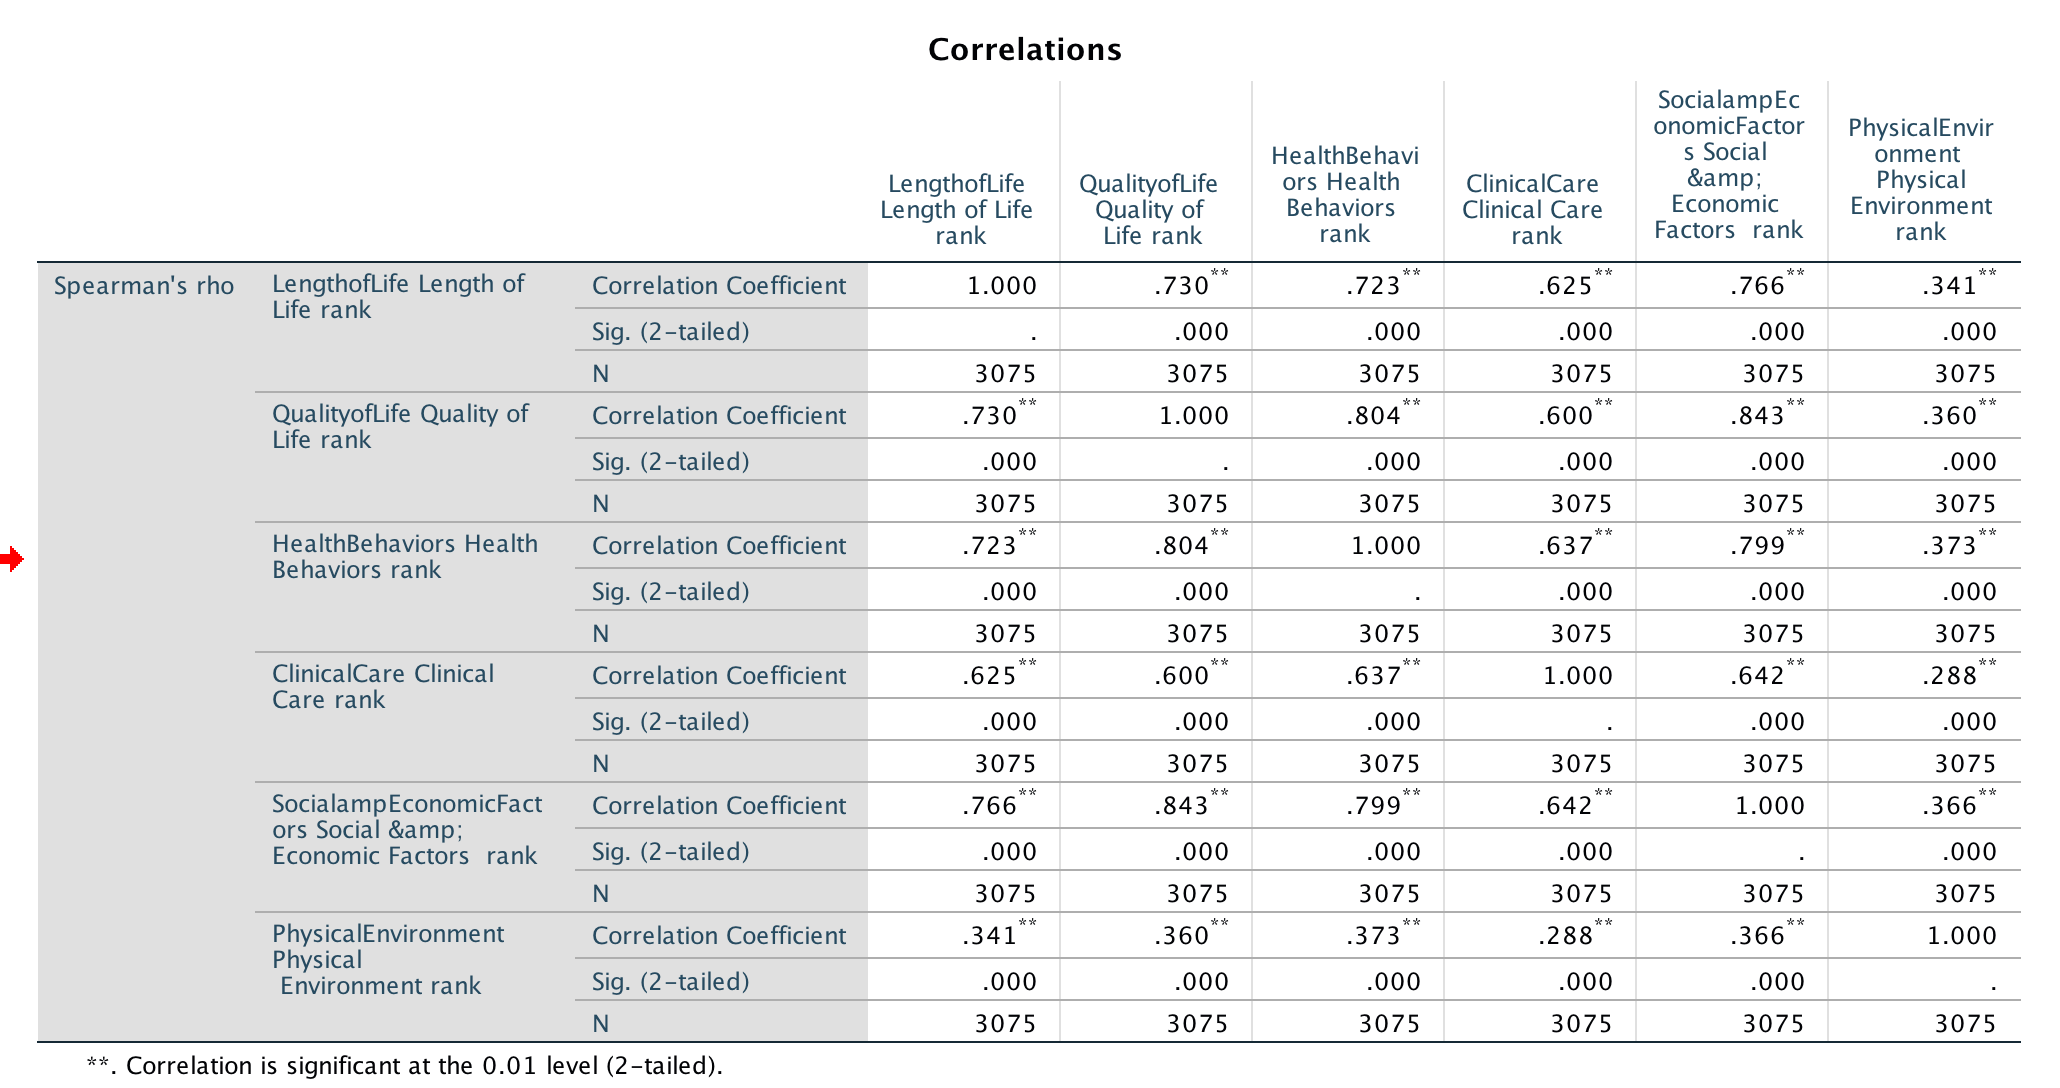 Correlations
LengthofLife Length of Life rank QualityofLife Quality of Life rank HealthBehavi ors Health Behaviors rank ClinicalCare Clinical Care rank SocialampEc onomicFactor s Social &amp; Economic Factors rank PhysicalEnvir onment Physical Environment rank
Spearman's rho LengthofLife Length of Life rank Correlation Coefficient 1.000 .730** .723** .625** .766** .341**
Sig. (2-tailed) . .000 .000 .000 .000 .000
N 3075 3075 3075 3075 3075 3075
QualityofLife Quality of Life rank Correlation Coefficient .730** 1.000 .804** .600** .843** .360**
Sig. (2-tailed) .000 . .000 .000 .000 .000
N 3075 3075 3075 3075 3075 3075
HealthBehaviors Health Behaviors rank Correlation Coefficient .723** .804** 1.000 .637** .799** .373**
Sig. (2-tailed) .000 .000 . .000 .000 .000
N 3075 3075 3075 3075 3075 3075
ClinicalCare Clinical Care rank Correlation Coefficient .625** .600** .637** 1.000 .642** .288**
Sig. (2-tailed) .000 .000 .000 . .000 .000
N 3075 3075 3075 3075 3075 3075
SocialampEconomicFact ors Social &amp; Economic Factors rank Correlation Coefficient .766** .843** .799** .642** 1.000 .366**
Sig. (2-tailed) .000 .000 .000 .000 . .000
N 3075 3075 3075 3075 3075 3075
PhysicalEnvironment Physical Environment rank Correlation Coefficient .341** .360** .373** .288** .366** 1.000
Sig. (2-tailed) .000 .000 .000 .000 .000 .
N 3075 3075 3075 3075 3075 3075
**. Correlation is significant at the 0.01 level (2-tailed).